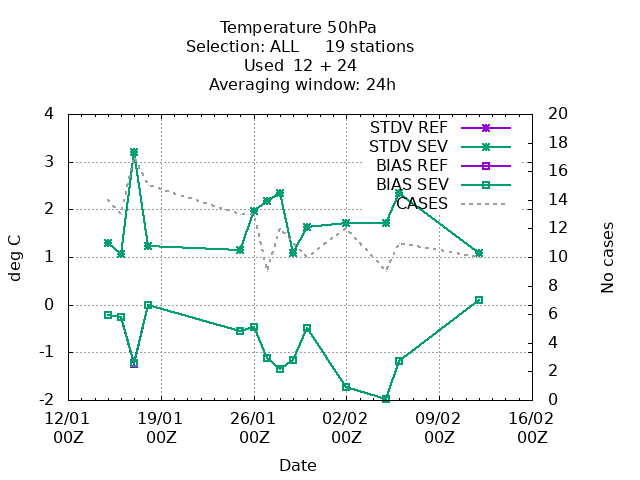 Temperature 50hPa
Selection: ALL 19 stations
Used 12 + 24
Averaging window: 24h
STDV REF
STDV SEV
BIAS REF
BIAS SEV
CASES
deg C
4
3
2
1
0
-1
-2
No cases
20
18
16
14
12
10
8
6
4
2
0
12/01 19/01 26/01 02/02 09/02 16/02
00Z 00Z 00Z 00Z 00Z 00Z
Date